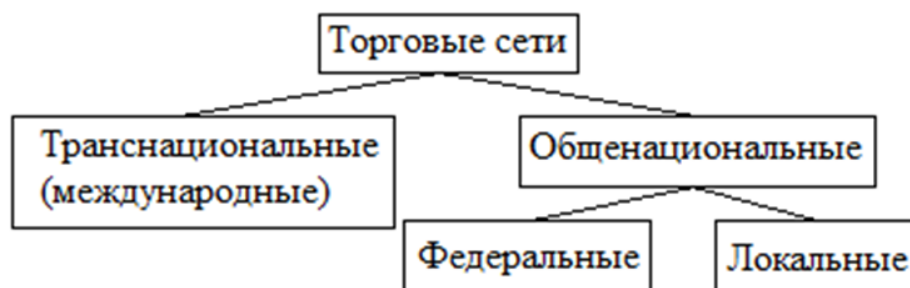 Торговые сети
Транснациональные
(международные)
Общенациональные
Федеральные
Локальные